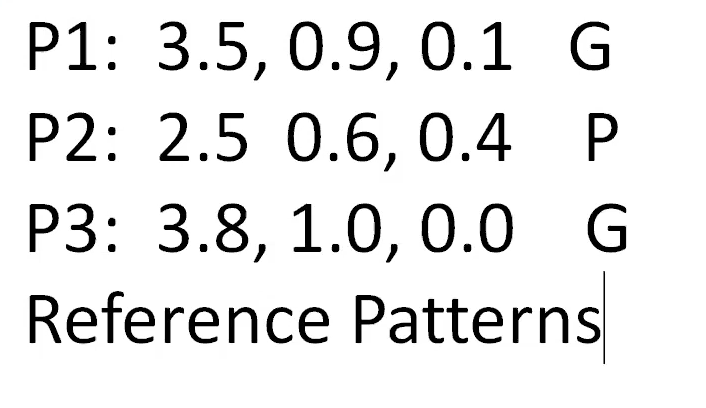 P1: 3.5, 0.9, 0.1 G
P2: 2.5 0.6, 0.4 P
P3: 3.8, 1.0, 0.0 G
Reference Patterns